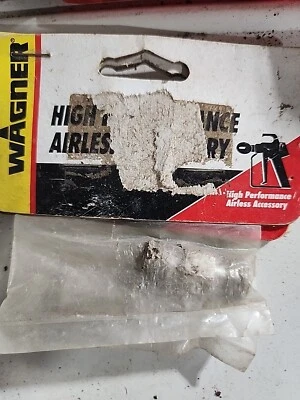 WAGNER
HIGH P NCE
AIRLES RY
High Performance
Airless Accessory